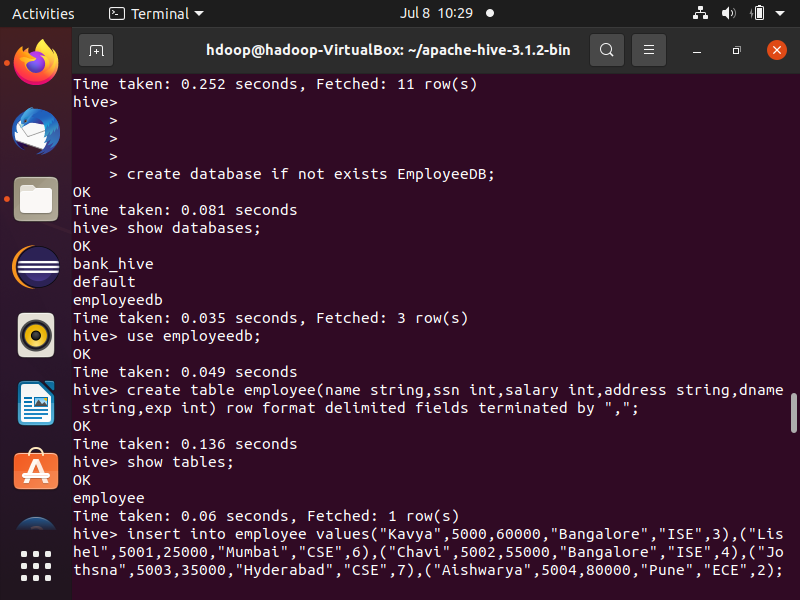 Activities
Terminal
Jul 8 10:29
hdoop@hadoop-VirtualBox: ~/apache-hive-3.1.2-bin
Time taken: 0.252 seconds, Fetched: 11 row(s)
hive>
    >
    >
    >
    > create database if not exists EmployeeDB;
OK
Time taken: 0.081 seconds
hive> show databases;
OK
bank_hive
default
employeedb
Time taken: 0.035 seconds, Fetched: 3 row(s)
hive> use employeedb;
OK
Time taken: 0.049 seconds
hive> create table employee(name string,ssn int,salary int,address string,dname
 string,exp int) row format delimited fields terminated by ",";
OK
Time taken: 0.136 seconds
hive> show tables;
OK
employee
Time taken: 0.06 seconds, Fetched: 1 row(s)
hive> insert into employee values("Kavya",5000,60000,"Bangalore","ISE",3),("Lis
hel",5001,25000,"Mumbai","CSE",6),("Chavi",5002,55000,"Bangalore","ISE",4),("Jo
thsna",5003,35000,"Hyderabad","CSE",7),("Aishwarya",5004,80000,"Pune","ECE",2);